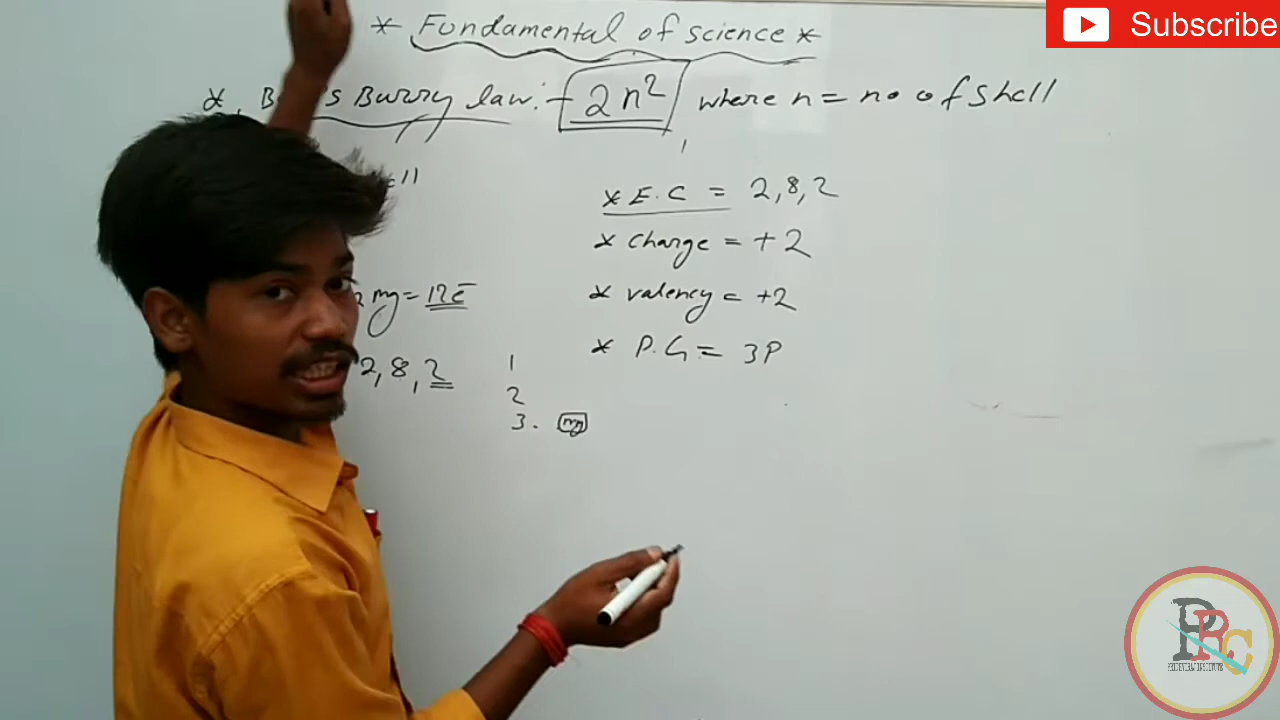 Subscribe
* Fundamental of science *
*. B s Burry law :- 2n² where n = no of shell
* E.C = 2,8,2
* charge = +2
mg = 12e⁻
* valency = +2
* P.G = 3P
2, 8, 2
1
2
3. mg
PRC